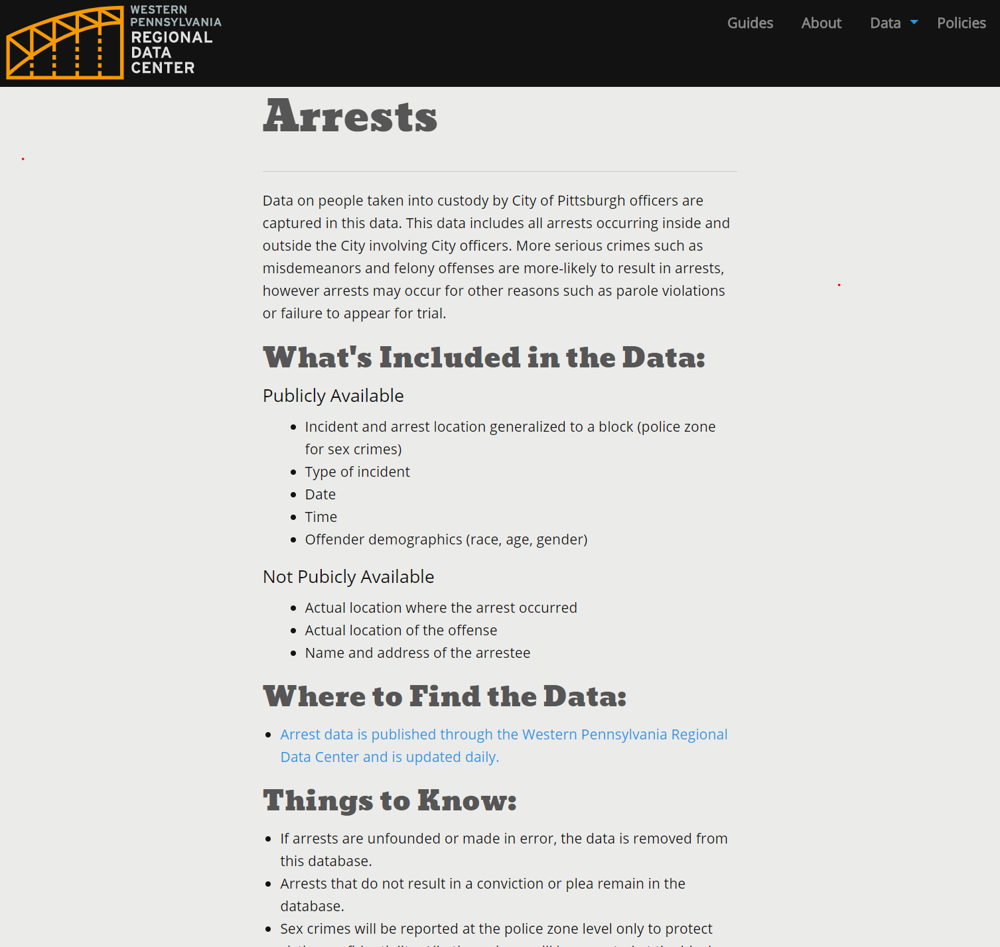 WESTERN
PENNSYLVANIA
REGIONAL
DATA
CENTER
Guides About Data Policies
Arrests
Data on people taken into custody by City of Pittsburgh officers are
captured in this data. This data includes all arrests occurring inside and
outside the City involving City officers. More serious crimes such as
misdemeanors and felony offenses are more-likely to result in arrests,
however arrests may occur for other reasons such as parole violations
or failure to appear for trial.
What's Included in the Data:
Publicly Available
• Incident and arrest location generalized to a block (police zone
for sex crimes)
• Type of incident
• Date
• Time
• Offender demographics (race, age, gender)
Not Pubicly Available
• Actual location where the arrest occurred
• Actual location of the offense
• Name and address of the arrestee
Where to Find the Data:
• Arrest data is published through the Western Pennsylvania Regional
Data Center and is updated daily.
Things to Know:
• If arrests are unfounded or made in error, the data is removed from
this database.
• Arrests that do not result in a conviction or plea remain in the
database.
• Sex crimes will be reported at the police zone level only to protect